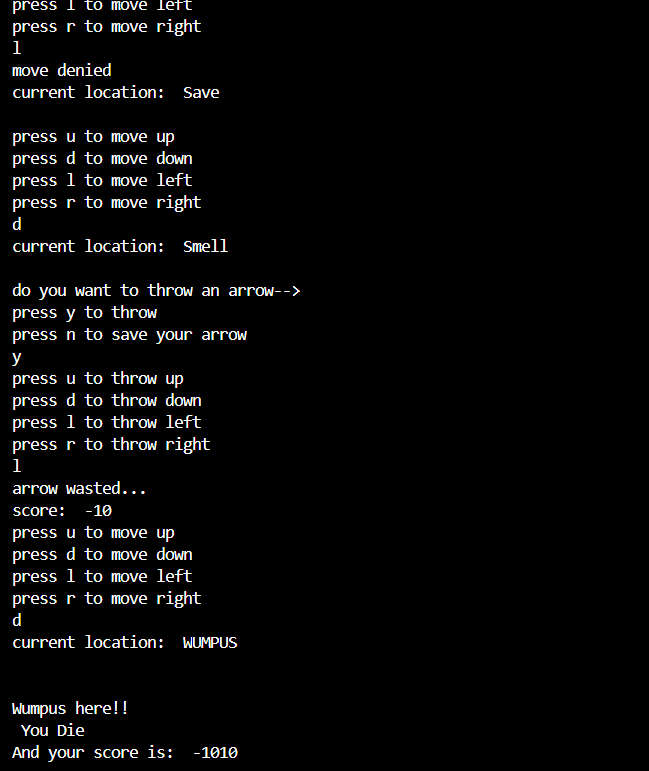 press l to move left
press r to move right
l
move denied
current location:  Save
press u to move up
press d to move down
press l to move left
press r to move right
d
current location:  Smell
do you want to throw an arrow-->
press y to throw
press n to save your arrow
y
press u to throw up
press d to throw down
press l to throw left
press r to throw right
l
arrow wasted...
score:  -10
press u to move up
press d to move down
press l to move left
press r to move right
d
current location:  WUMPUS
Wumpus here!!
 You Die
And your score is:  -1010